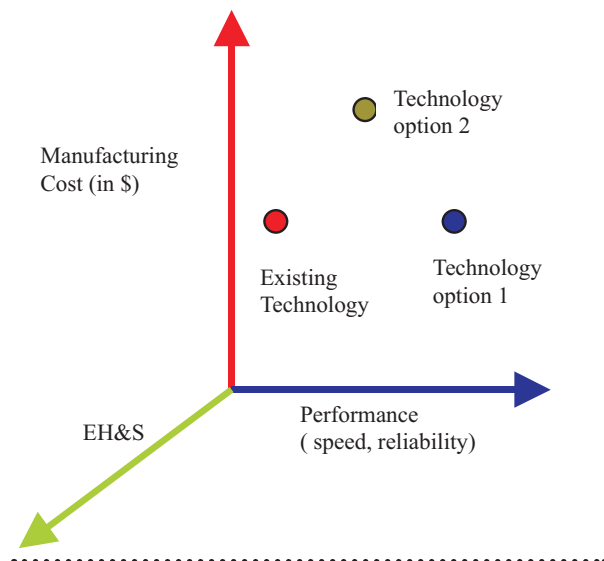 Technology
option 2
Manufacturing
Cost (in $)
Existing
Technology
Technology
option 1
Performance
( speed, reliability)
EH&S